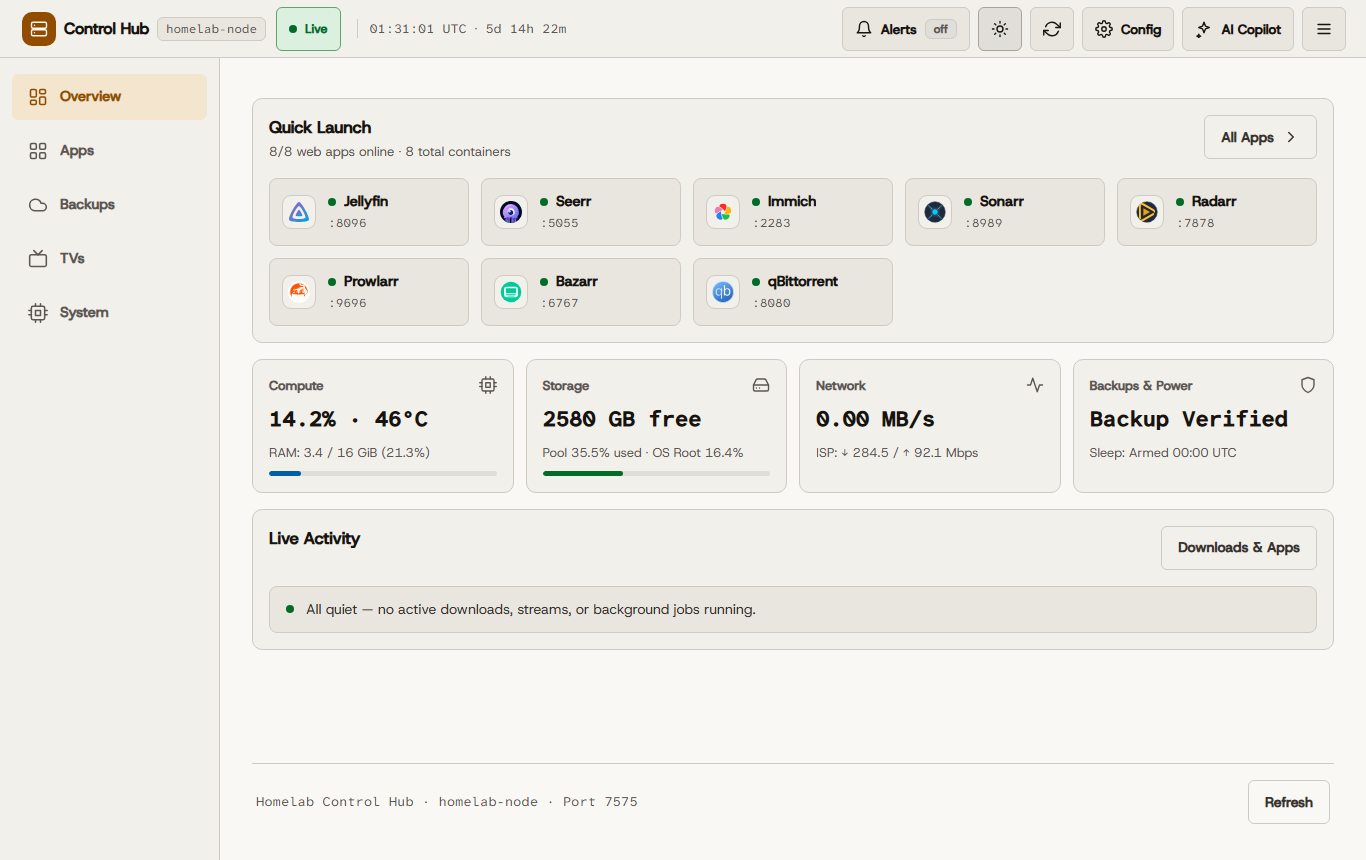 Control Hub homelab-node Live 01:31:01 UTC · 5d 14h 22m Alerts off Config AI Copilot
Overview
Apps
Backups
TVs
System
Quick Launch
8/8 web apps online · 8 total containers
All Apps
Jellyfin
:8096
Seerr
:5055
Immich
:2283
Sonarr
:8989
Radarr
:7878
Prowlarr
:9696
Bazarr
:6767
qb
qBittorrent
:8080
Compute
14.2% · 46°C
RAM: 3.4 / 16 GiB (21.3%)
Storage
2580 GB free
Pool 35.5% used · OS Root 16.4%
Network
0.00 MB/s
ISP: ↓ 284.5 / ↑ 92.1 Mbps
Backups & Power
Backup Verified
Sleep: Armed 00:00 UTC
Live Activity
Downloads & Apps
All quiet — no active downloads, streams, or background jobs running.
Homelab Control Hub · homelab-node · Port 7575
Refresh